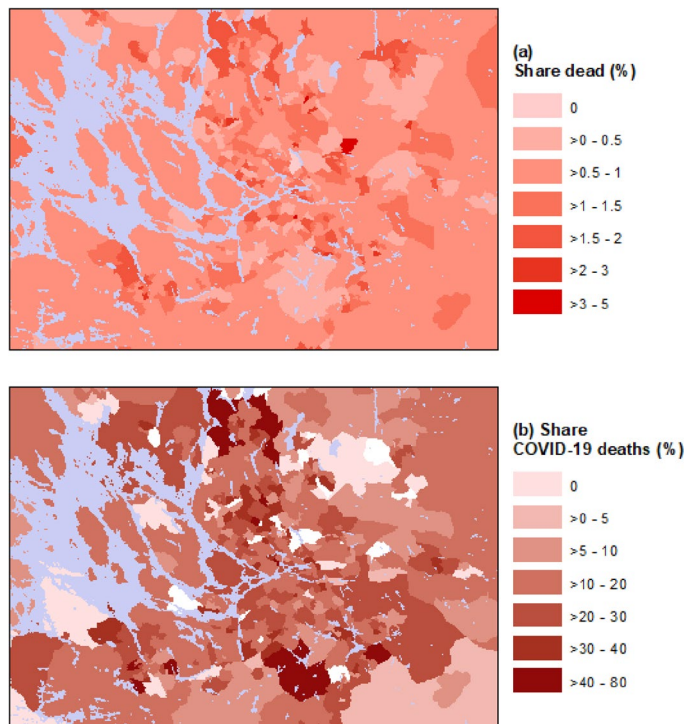 (a)
Share dead (%)
0
>0 - 0.5
>0.5 - 1
>1 - 1.5
>1.5 - 2
>2 - 3
>3 - 5
(b) Share
COVID-19 deaths (%)
0
>0 - 5
>5 - 10
>10 - 20
>20 - 30
>30 - 40
>40 - 80